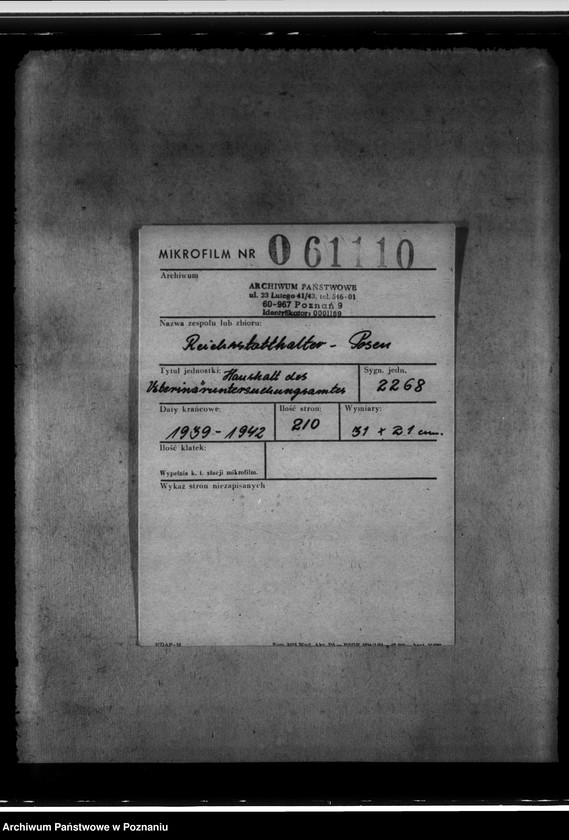 MIKROFILM NR 061110
Archiwum
ARCHIWUM PAŃSTWOWE
ul. 23 Lutego 41/43, tel. 546-01
60-967 Poznań 9
Identyfikator: 0001189
Nazwa zespołu lub zbioru:
Reichsstatthalter - Posen
Tytuł jednostki: Haushalt des
Veterinäruntersuchungsamtes
Sygn. jedn.
2268
Daty krańcowe:
1939-1942
Ilość stron:
210
Wymiary:
31 x 21 cm.
Ilość klatek:
Wypełnia k. t. stacji mikrofilm.
Wykaz stron niezapisanych
Archiwum Państwowe w Poznaniu